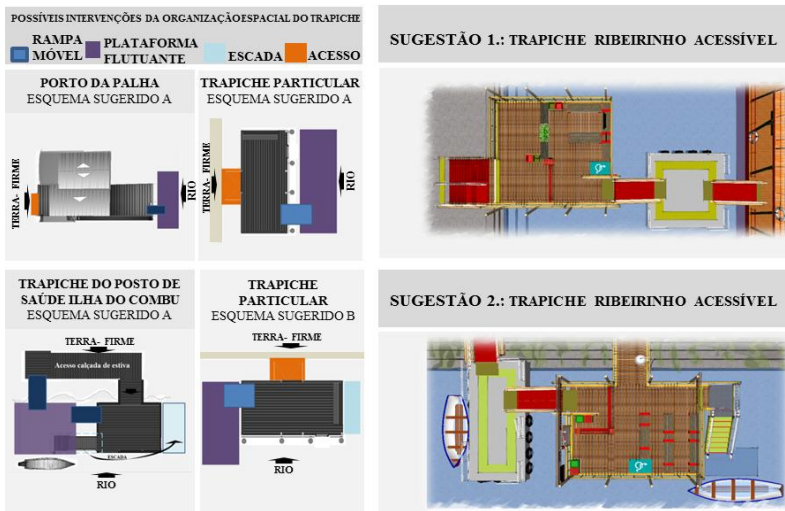 POSSÍVEIS INTERVENÇÕES DA ORGANIZAÇÃO ESPACIAL DO TRAPICHE
RAMPA MÓVEL
PLATAFORMA FLUTUANTE
ESCADA
ACESSO
PORTO DA PALHA
ESQUEMA SUGERIDO A
TERRA- FIRME
RIO
TRAPICHE PARTICULAR
ESQUEMA SUGERIDO A
TERRA- FIRME
RIO
TRAPICHE DO POSTO DE
SAÚDE ILHA DO COMBU
ESQUEMA SUGERIDO A
TERRA- FIRME
Acesso calçada de estiva
ESCADA
RIO
TRAPICHE
PARTICULAR
ESQUEMA SUGERIDO B
TERRA- FIRME
RIO
SUGESTÃO 1.: TRAPICHE RIBEIRINHO ACESSÍVEL
SUGESTÃO 2.: TRAPICHE RIBEIRINHO ACESSÍVEL